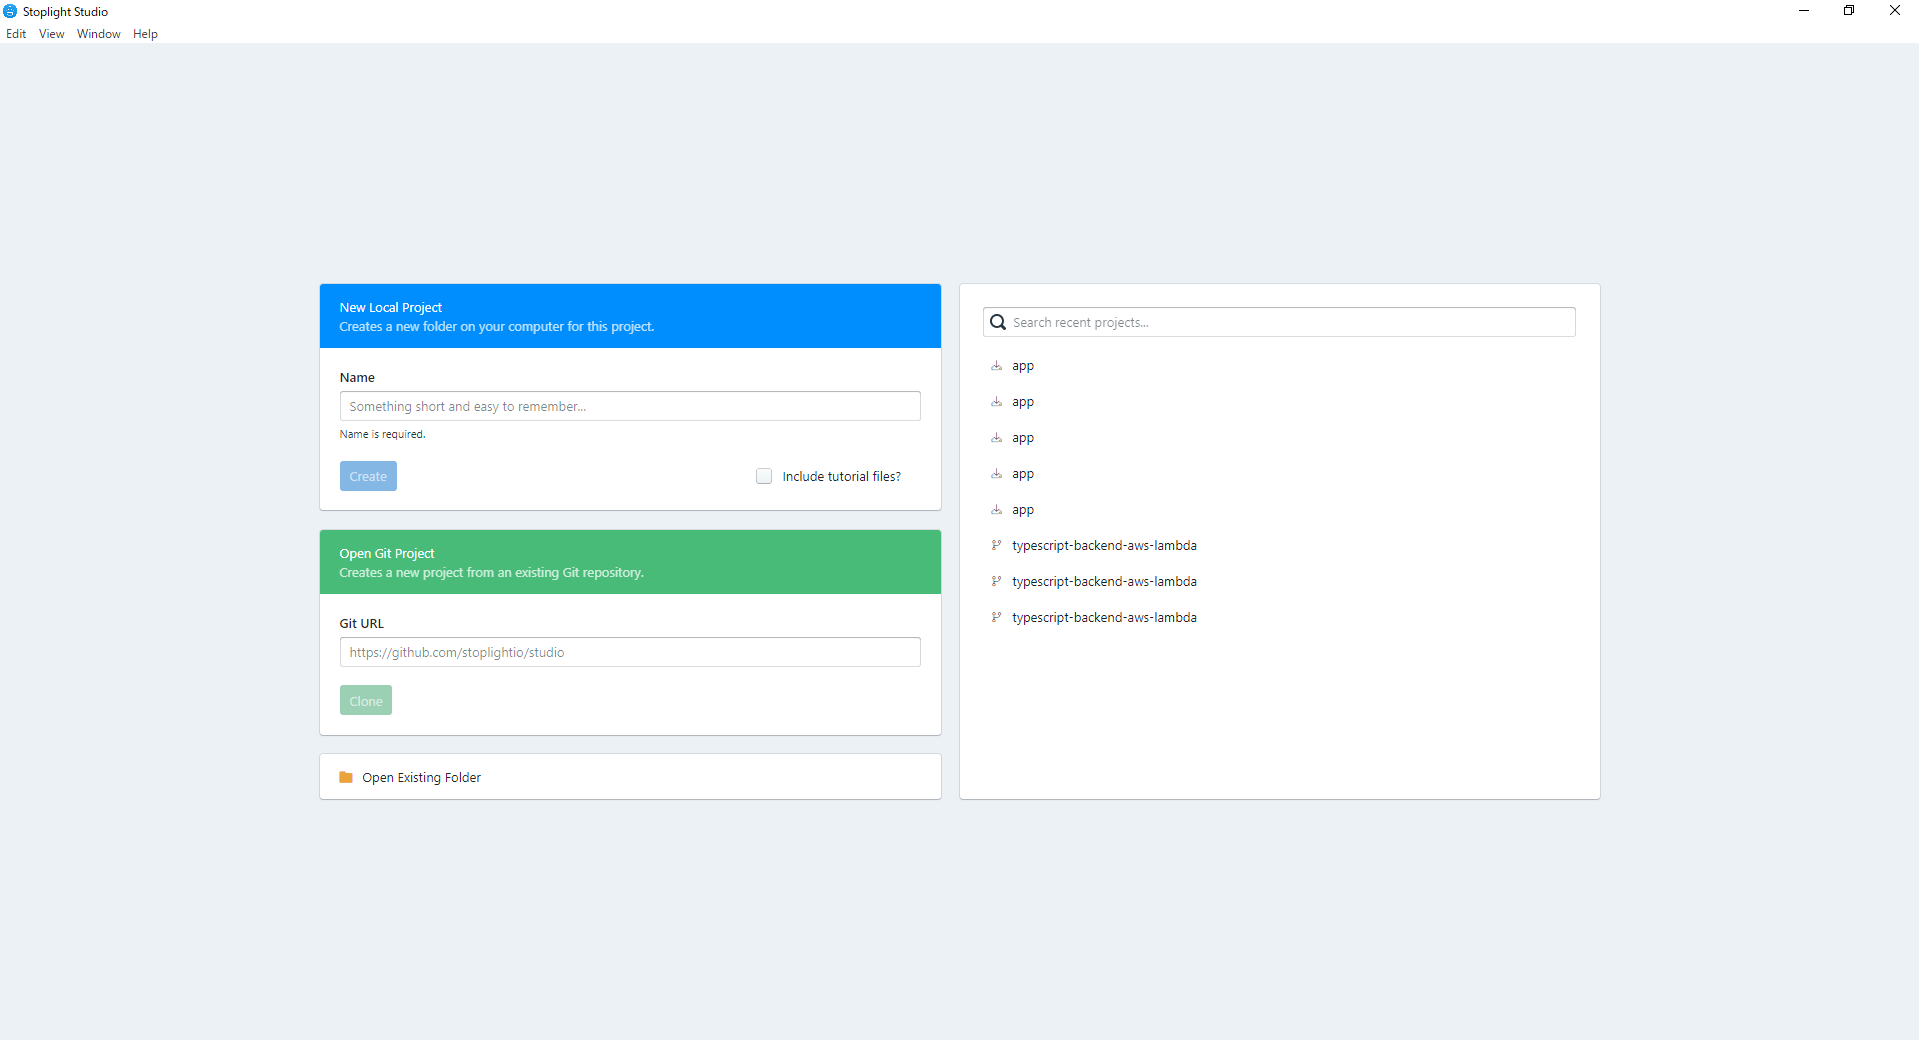 Stoplight Studio
Edit View Window Help
New Local Project
Creates a new folder on your computer for this project.
Name
Something short and easy to remember...
Name is required.
Create
Include tutorial files?
Open Git Project
Creates a new project from an existing Git repository.
Git URL
https://github.com/stoplightio/studio
Clone
Open Existing Folder
Search recent projects...
app
app
app
app
app
typescript-backend-aws-lambda
typescript-backend-aws-lambda
typescript-backend-aws-lambda